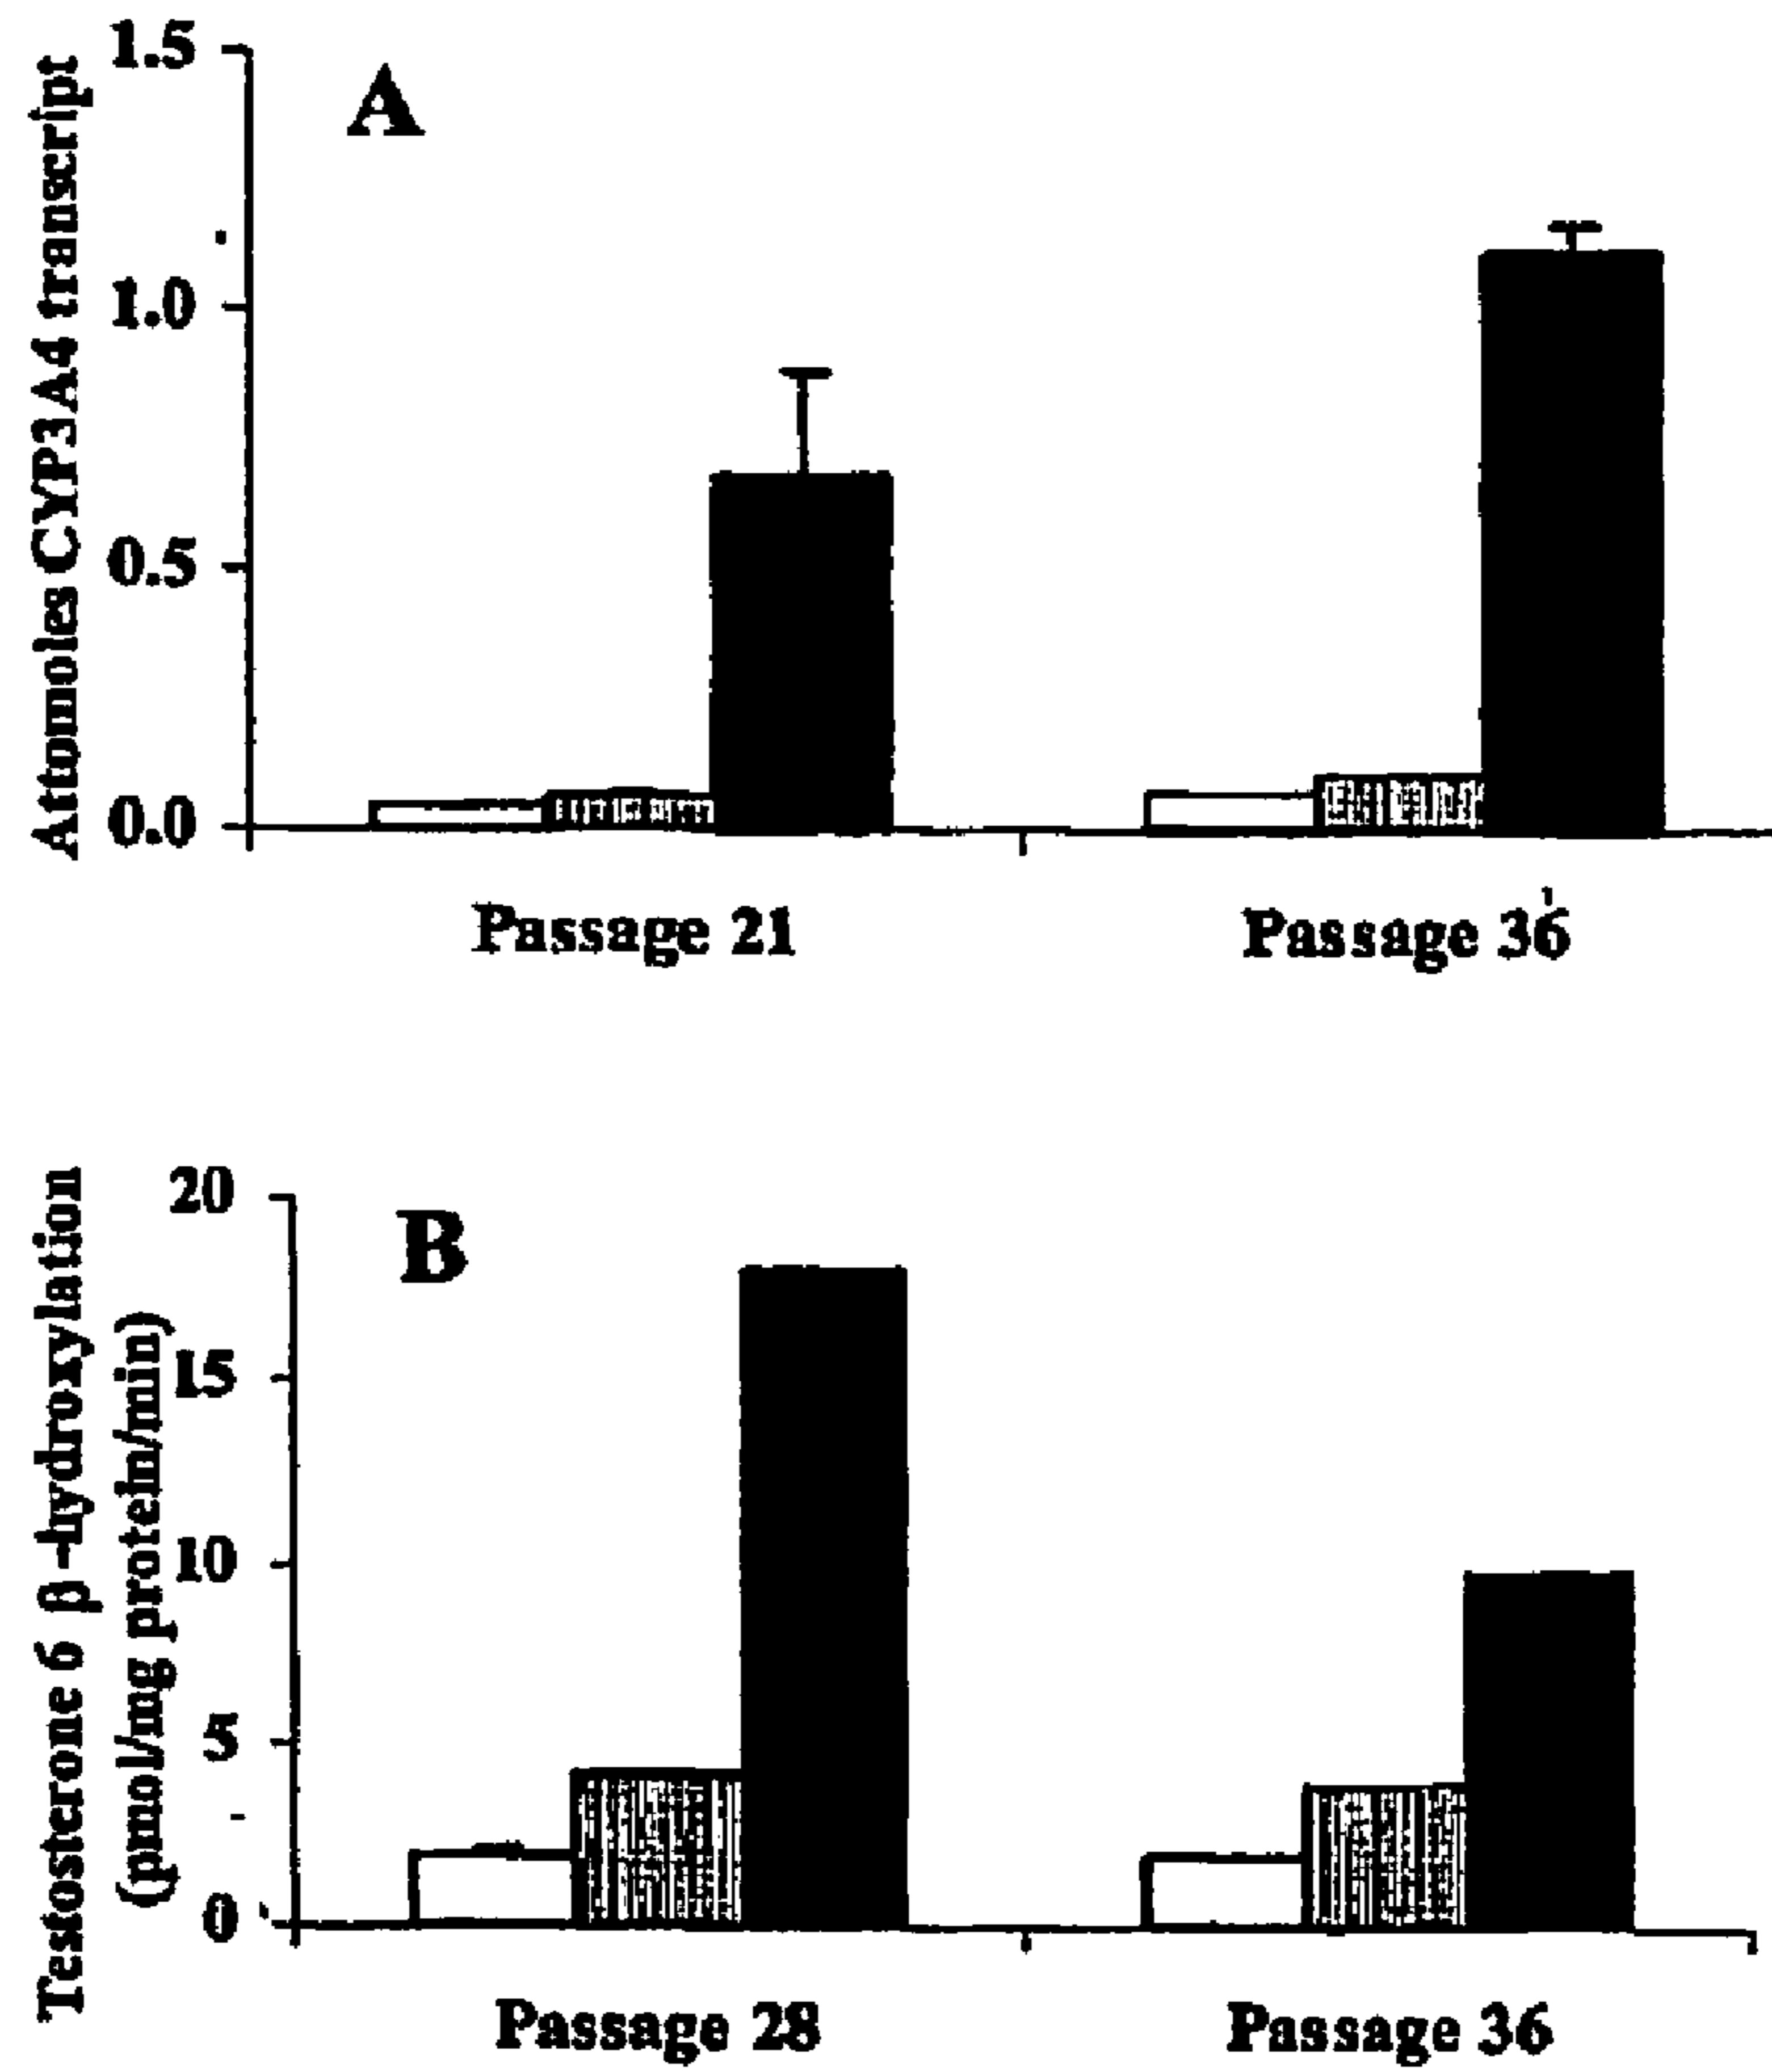 Attomoles CYP3A4 transcript
A
1.5
1.0
0.5
0.0
Passage 21
Passage 36
Testosterone 6 β -hydroxylation
(pmol/mg protein/min)
B
20
15
10
5
0
Passage 28
Passage 36